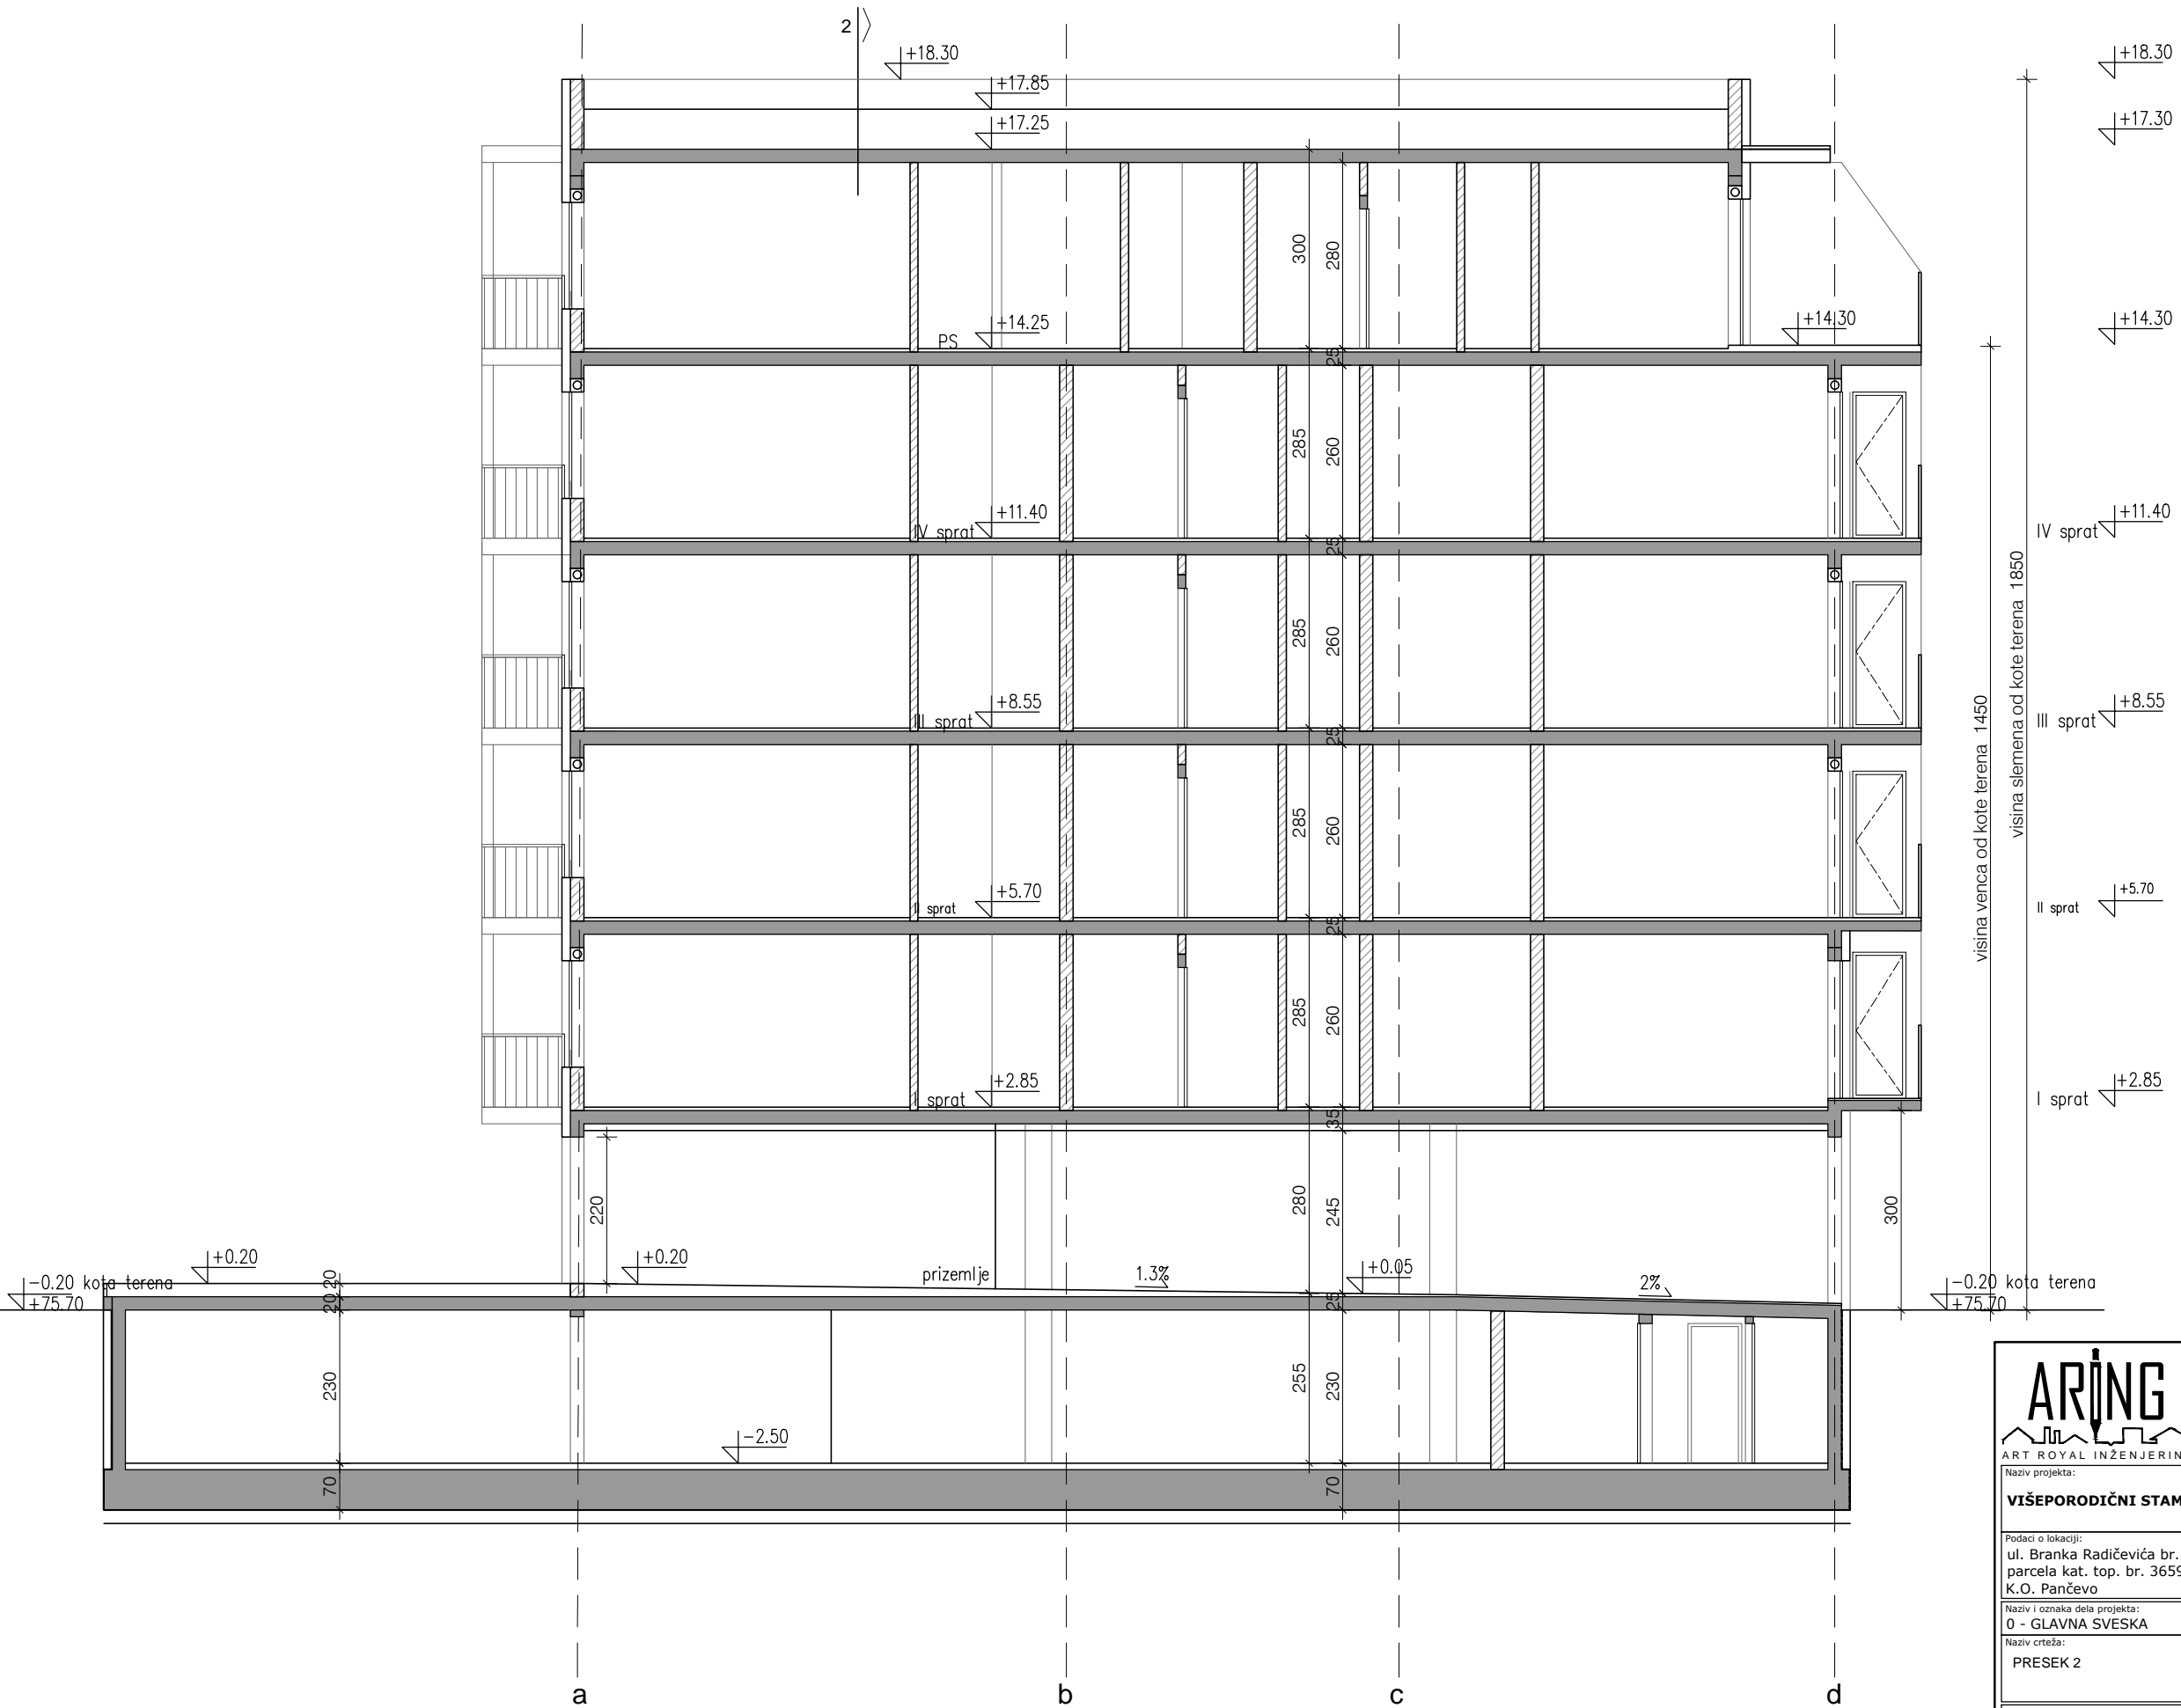 2
+18.30
+18.30
+17.85
+17.25
+17.30
300
280
PS
+14.25
+14.30
+14.30
25
285
260
IV sprat
+11.40
IV sprat
+11.40
25
285
260
III sprat
+8.55
III sprat
+8.55
25
285
260
II sprat
+5.70
II sprat
+5.70
25
285
260
I sprat
+2.85
I sprat
+2.85
35
visina venca od kote terena 1450
visina slemena od kote terena 1850
220
280
245
300
+0.20
+0.20
prizemlje
1.3%
+0.05
2%
-0.20 kota terena
+75.70
-0.20 kota terena
+75.70
20
20
25
230
255
230
-2.50
70
70
a
b
c
d
ARING
ART ROYAL INŽENJERIN
Naziv projekta:
VIŠEPORODIČNI STAM
Podaci o lokaciji:
ul. Branka Radičevića br.
parcela kat. top. br. 3659
K.O. Pančevo
Naziv i oznaka dela projekta:
0 - GLAVNA SVESKA
Naziv crteža:
PRESEK 2